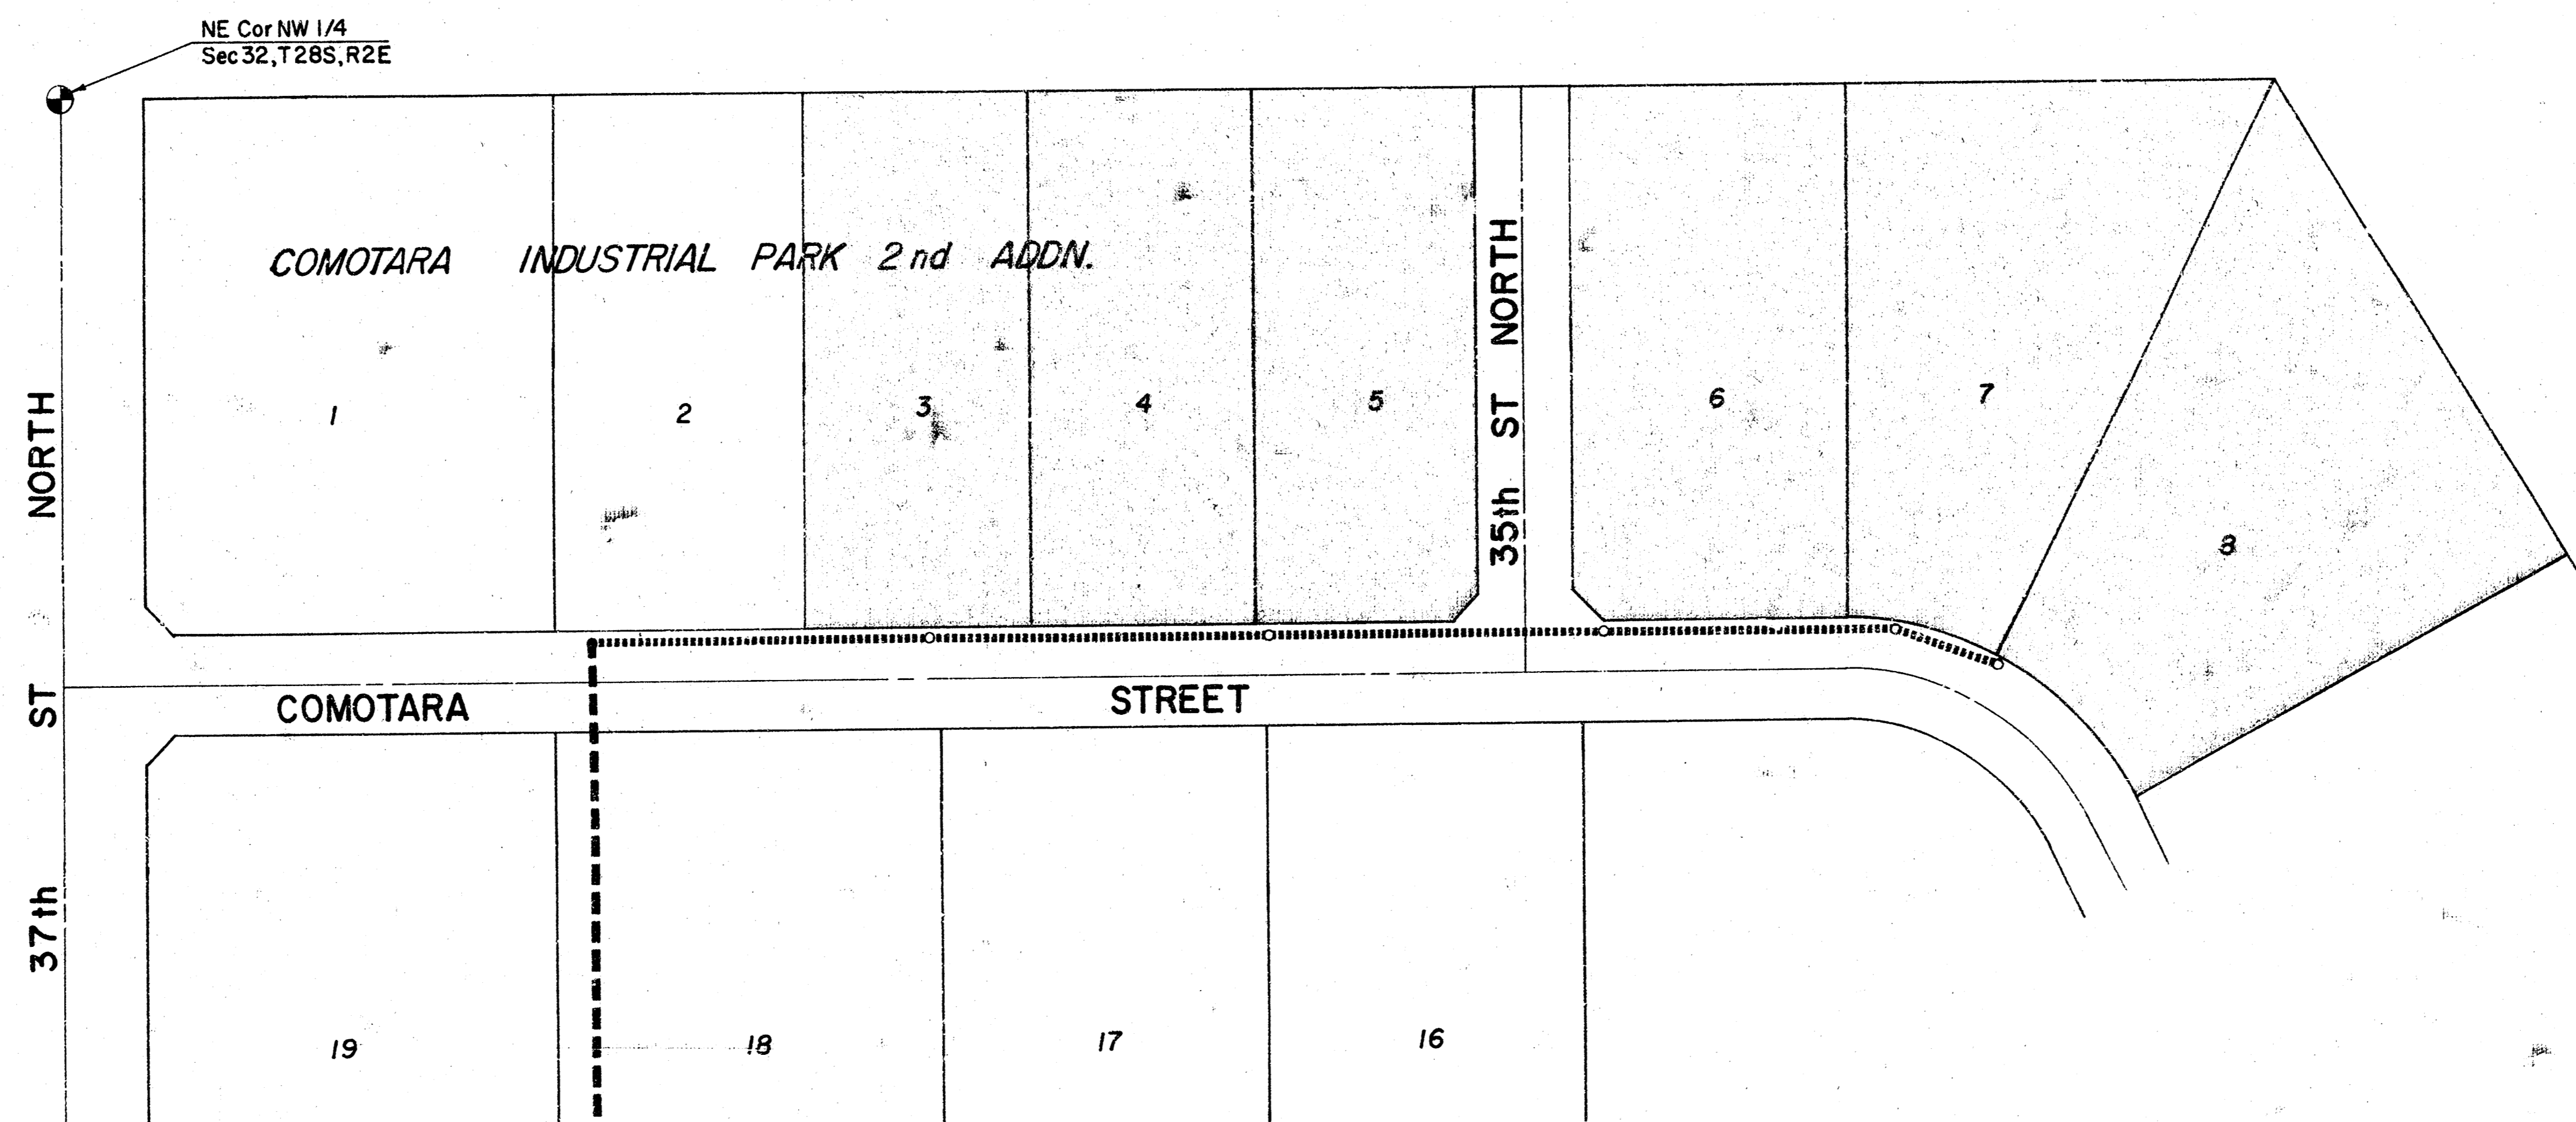 NE Cor NW 1/4
Sec 32, T28S, R2E
COMOTARA INDUSTRIAL PARK 2nd ADDN.
1
2
3
4
5
6
7
8
35th ST NORTH
37th ST NORTH
COMOTARA STREET
19
18
17
16